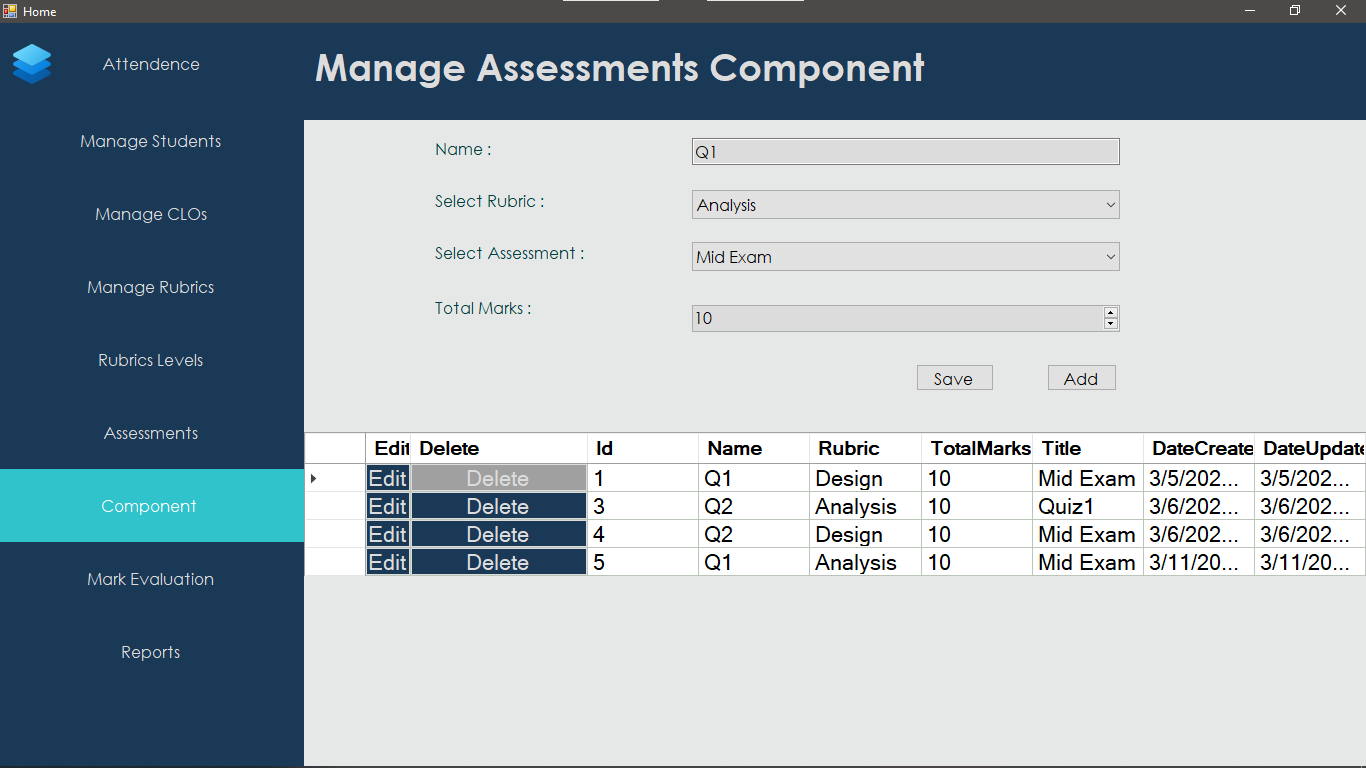 Home
Attendence
Manage Students
Manage CLOs
Manage Rubrics
Rubrics Levels
Assessments
Component
Mark Evaluation
Reports
Manage Assessments Component
Name : Q1
Select Rubric : Analysis
Select Assessment : Mid Exam
Total Marks : 10
Save Add
Edit Delete Id Name Rubric TotalMarks Title DateCreate DateUpdate
Edit Delete 1 Q1 Design 10 Mid Exam 3/5/202... 3/5/202...
Edit Delete 3 Q2 Analysis 10 Quiz1 3/6/202... 3/6/202...
Edit Delete 4 Q2 Design 10 Mid Exam 3/6/202... 3/6/202...
Edit Delete 5 Q1 Analysis 10 Mid Exam 3/11/20... 3/11/20...